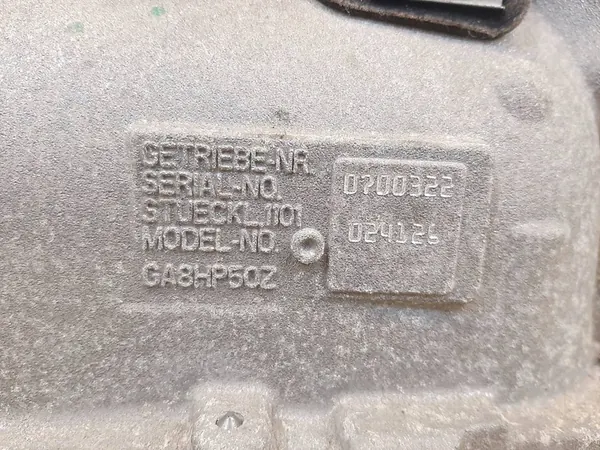 GETRIEBE-NR.
SERIAL-NO.
0700322
STUECKL.1101
MODEL-NO.
024126
GA8HP50Z